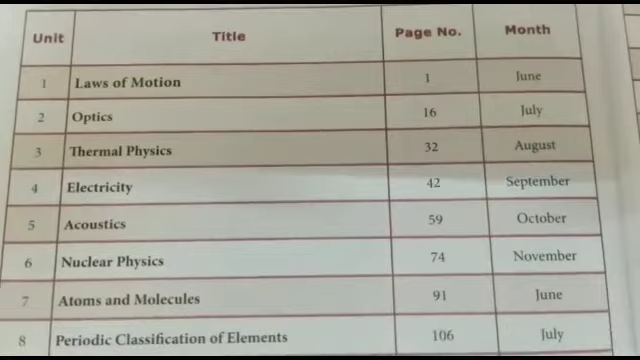 Unit Title Page No. Month
1 Laws of Motion 1 June
2 Optics 16 July
3 Thermal Physics 32 August
4 Electricity 42 September
5 Acoustics 59 October
6 Nuclear Physics 74 November
7 Atoms and Molecules 91 June
8 Periodic Classification of Elements 106 July